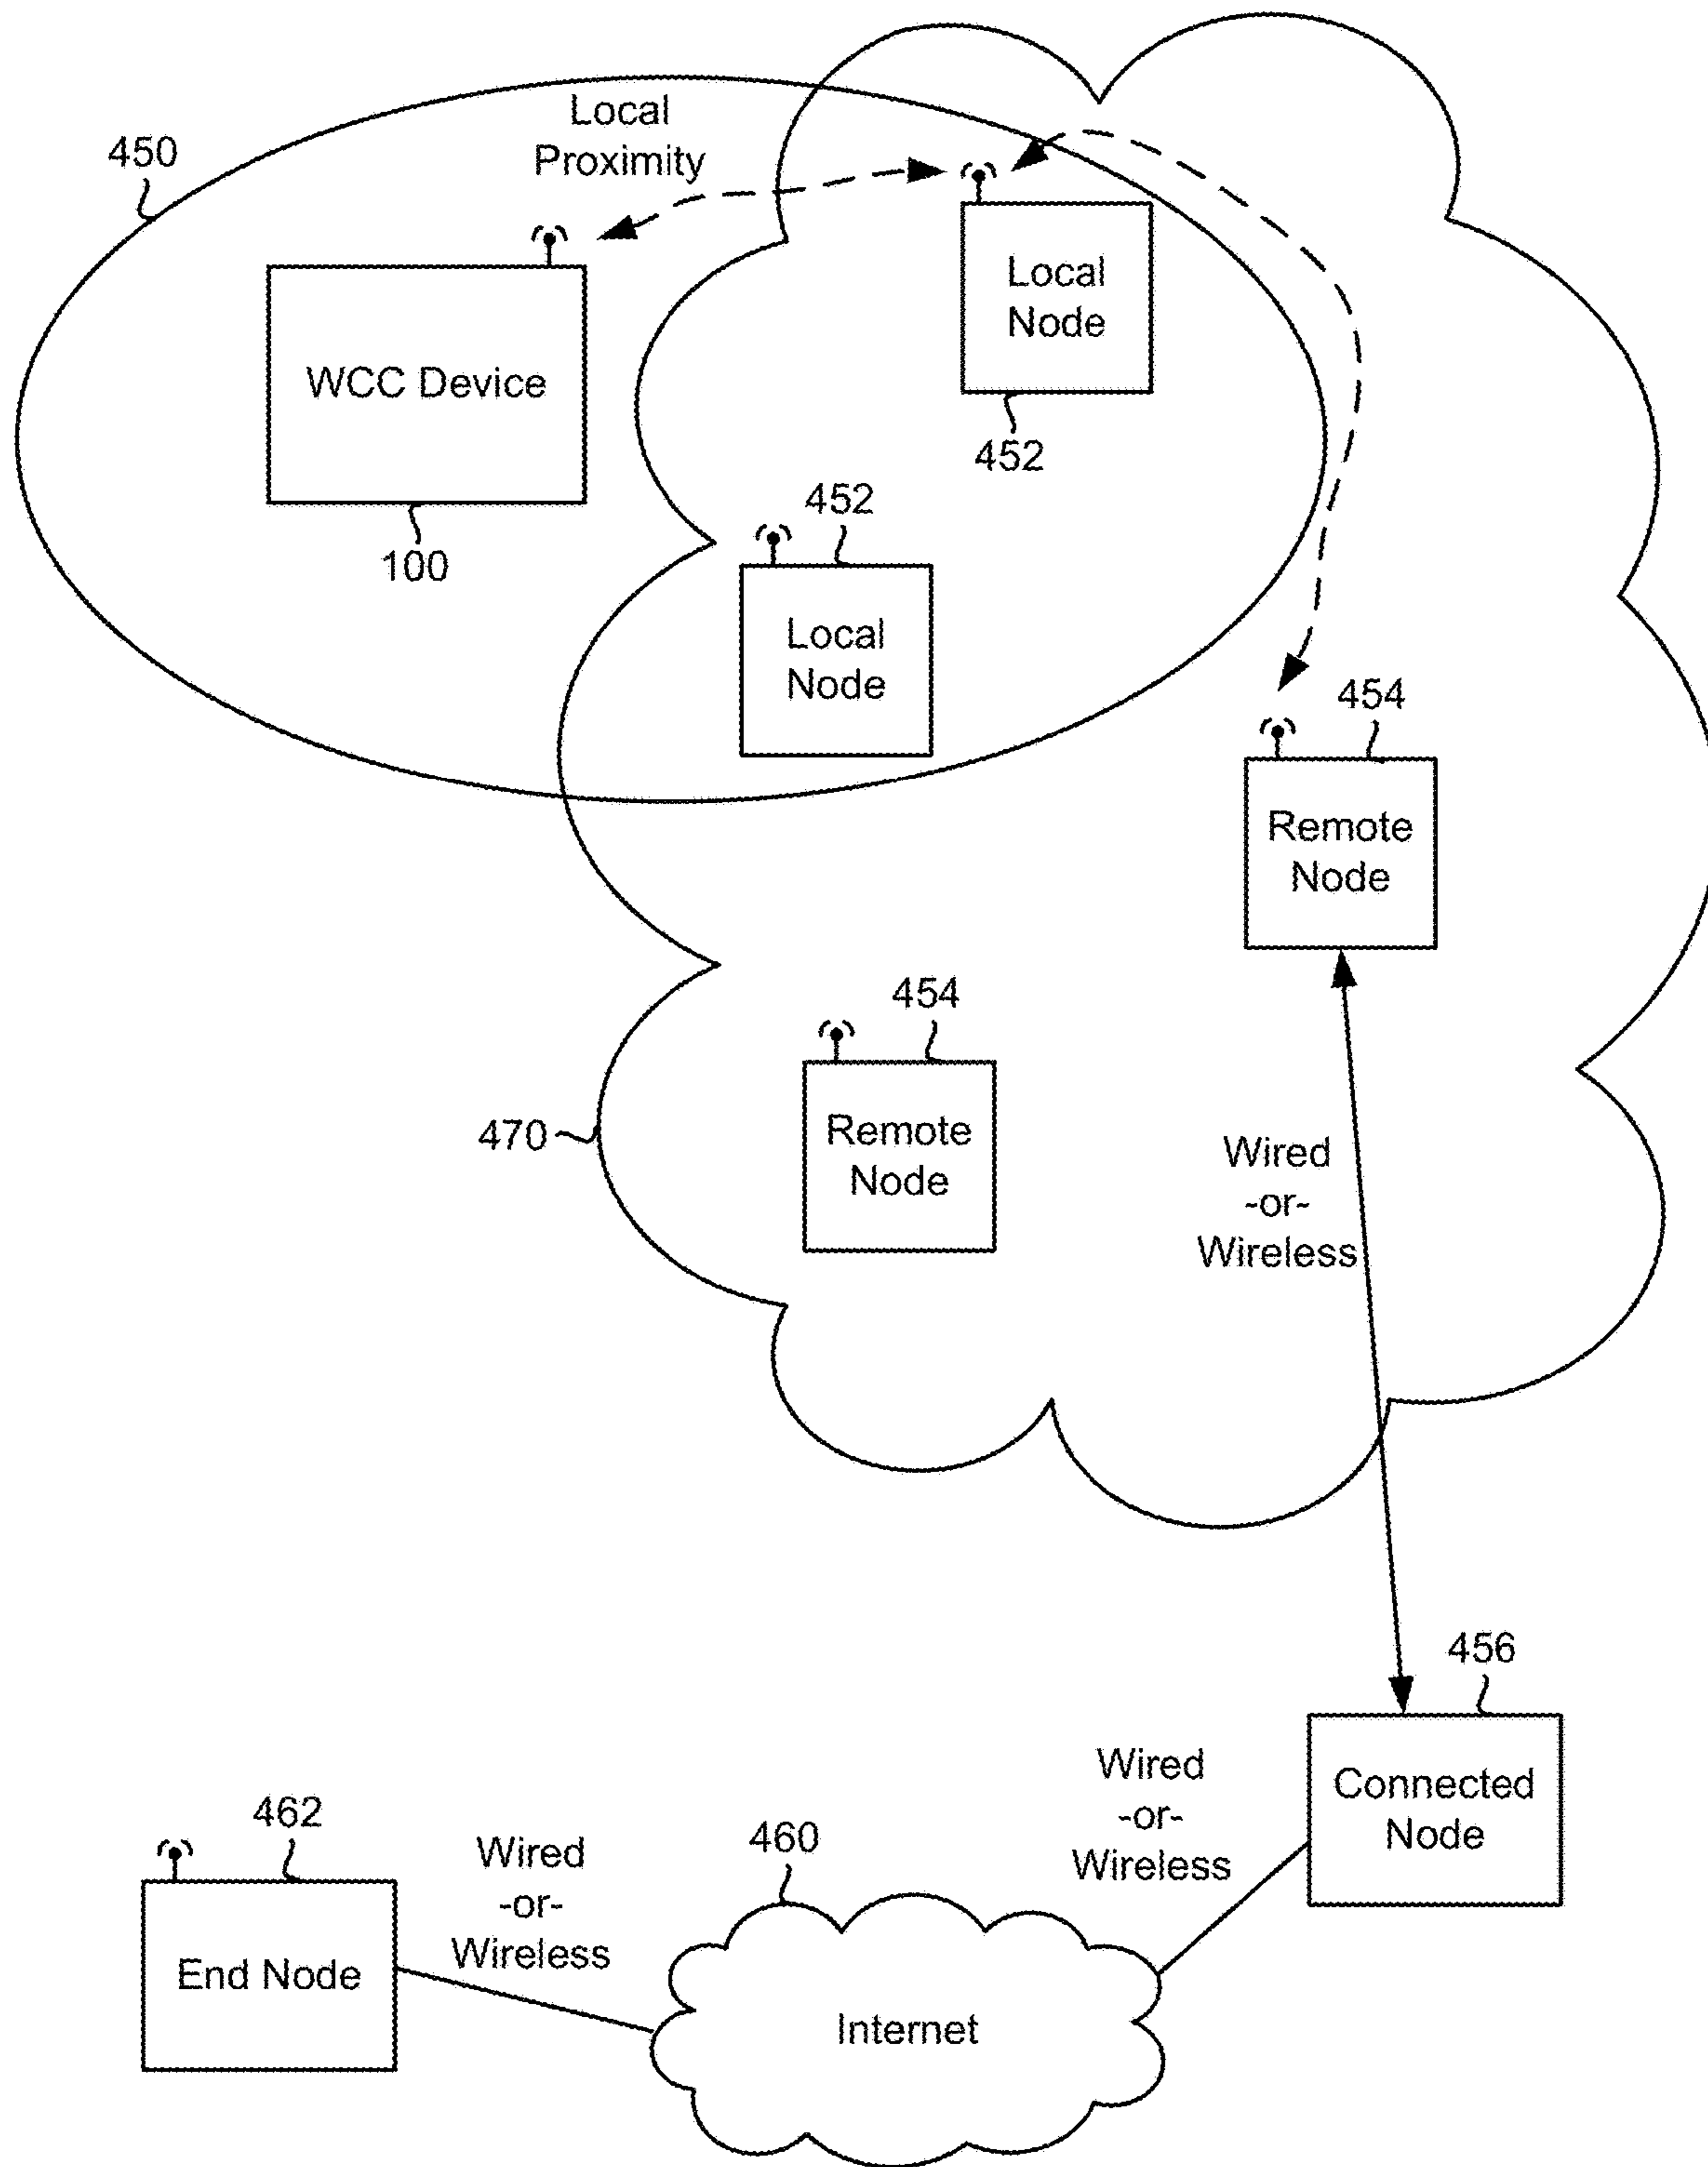 Local
Proximity
450
Local
Node
WCC Device
452
452
100
Local
Node
454
Remote
Node
454
Remote
Node
470
Wired
-or-
Wireless
456
Connected
Node
Wired
-or-
Wireless
462
Wired
-or-
Wireless
460
End Node
Internet